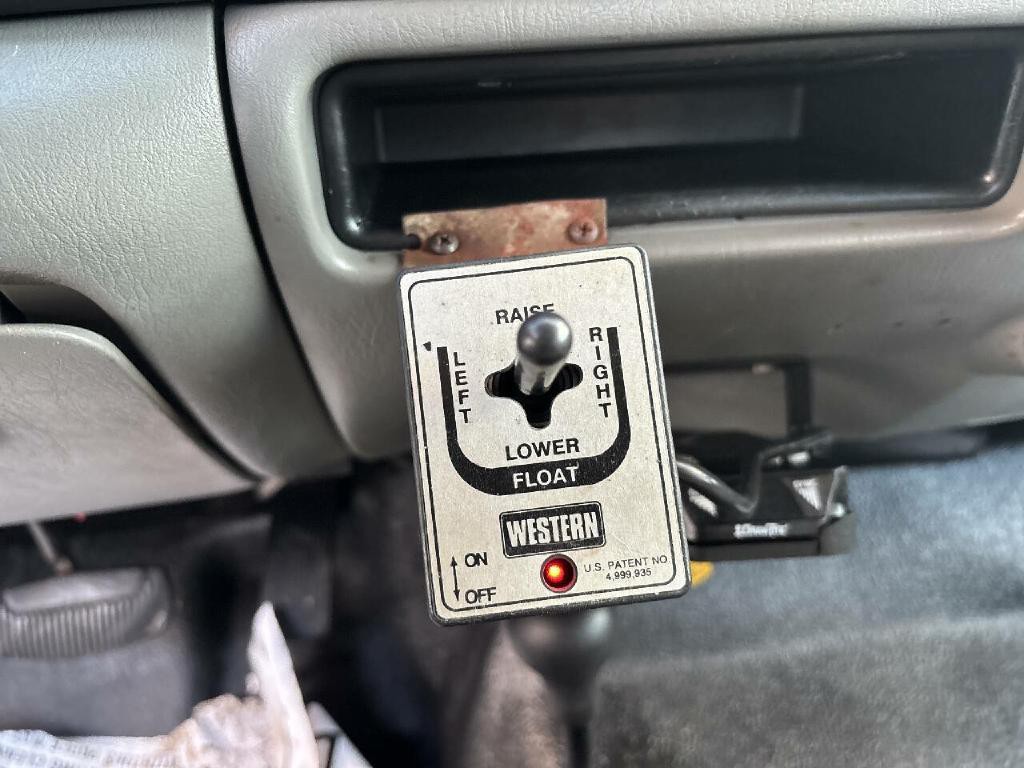 RAISE
LEFT
RIGHT
LOWER
FLOAT
WESTERN
ON
OFF
U.S. PATENT NO.
4,999,935